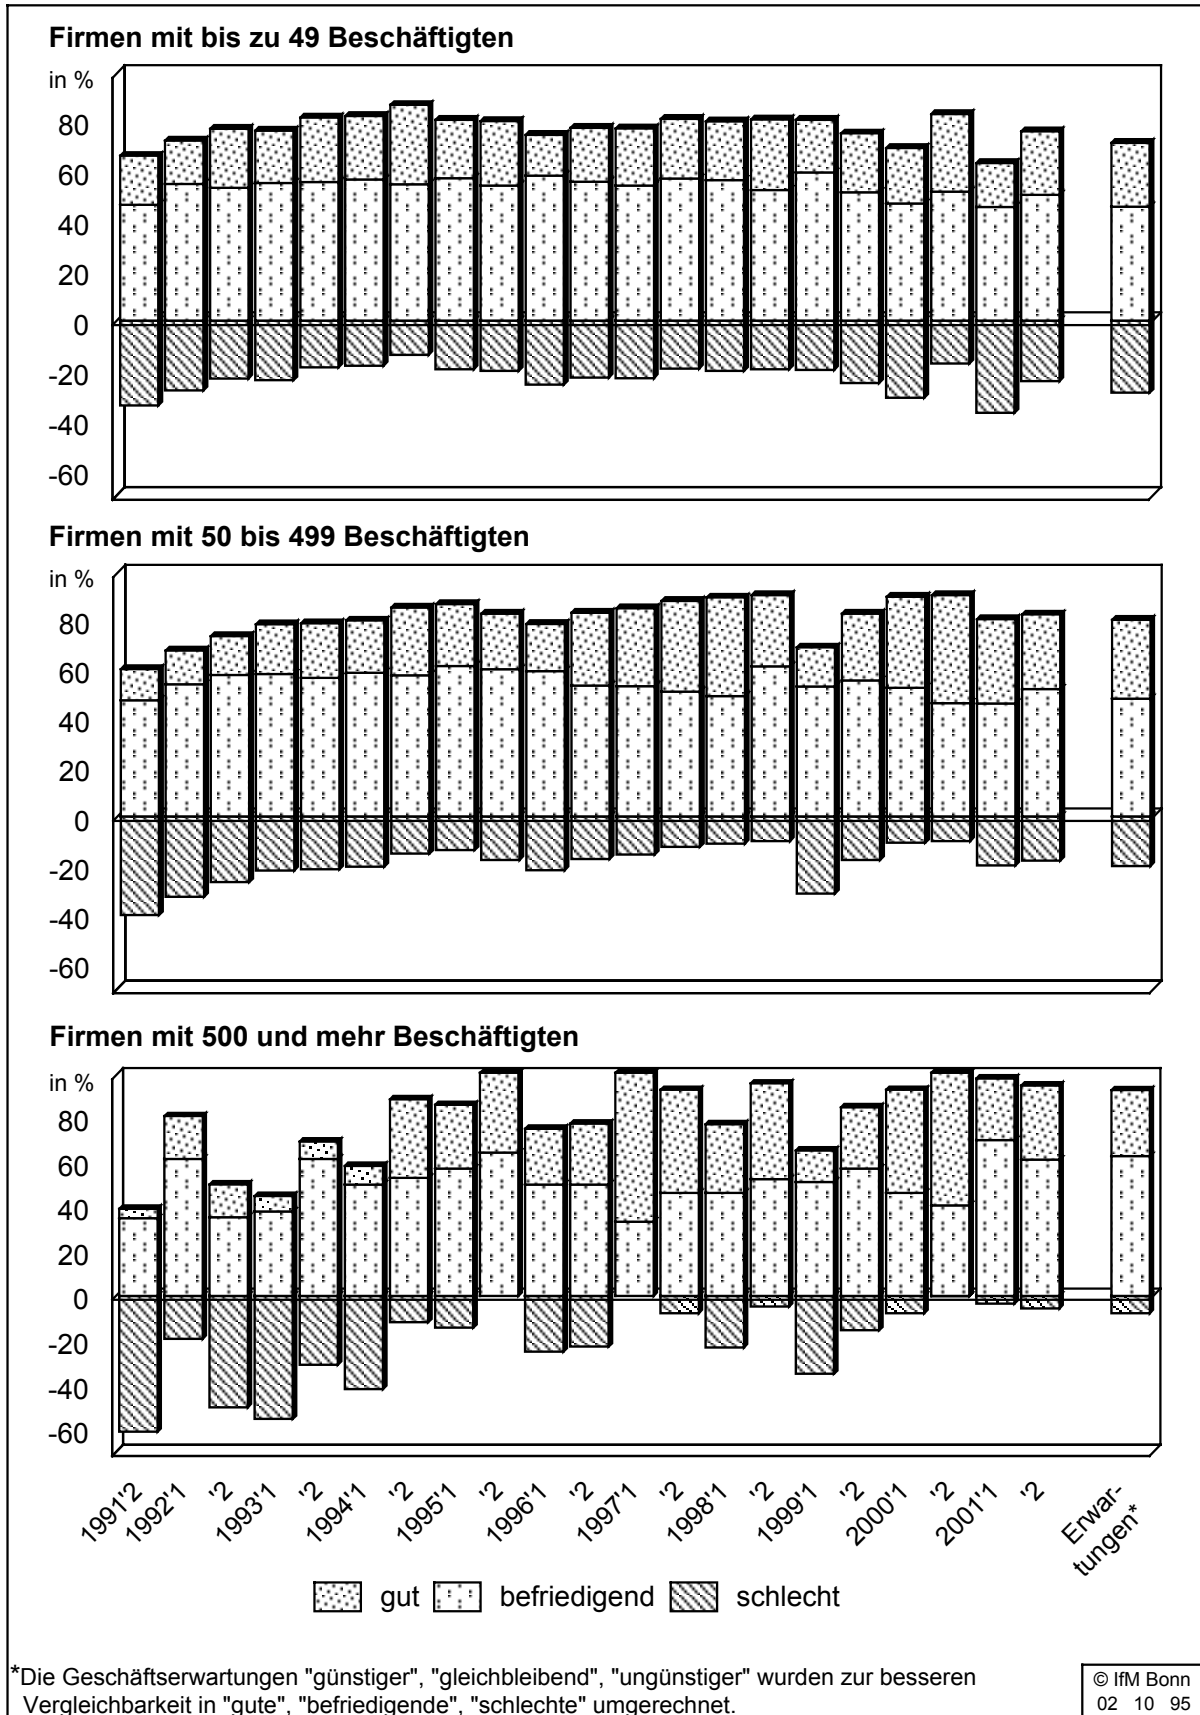 Firmen mit bis zu 49 Beschäftigten
in %
80
60
40
20
0
-20
-40
-60
Firmen mit 50 bis 499 Beschäftigten
in %
80
60
40
20
0
-20
-40
-60
Firmen mit 500 und mehr Beschäftigten
in %
80
60
40
20
0
-20
-40
-60
1991'2 1992'1 '2 1993'1 '2 1994'1 '2 1995'1 '2 1996'1 '2 1997'1 '2 1998'1 '2 1999'1 '2 2000'1 '2 2001'1 '2 Erwar-
tungen*
gut befriedigend schlecht
*Die Geschäftserwartungen "günstiger", "gleichbleibend", "ungünstiger" wurden zur besseren
Vergleichbarkeit in "gute", "befriedigende", "schlechte" umgerechnet.
© IfM Bonn
02 10 95